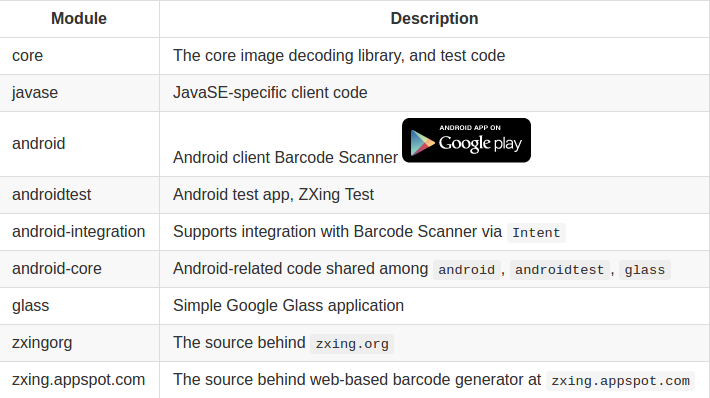 Module Description
core The core image decoding library, and test code
javase JavaSE-specific client code
ANDROID APP ON
Google play
android Android client Barcode Scanner
androidtest Android test app, ZXing Test
android-integration Supports integration with Barcode Scanner via Intent
android-core Android-related code shared among android, androidtest, glass
glass Simple Google Glass application
zxingorg The source behind zxing.org
zxing.appspot.com The source behind web-based barcode generator at zxing.appspot.com